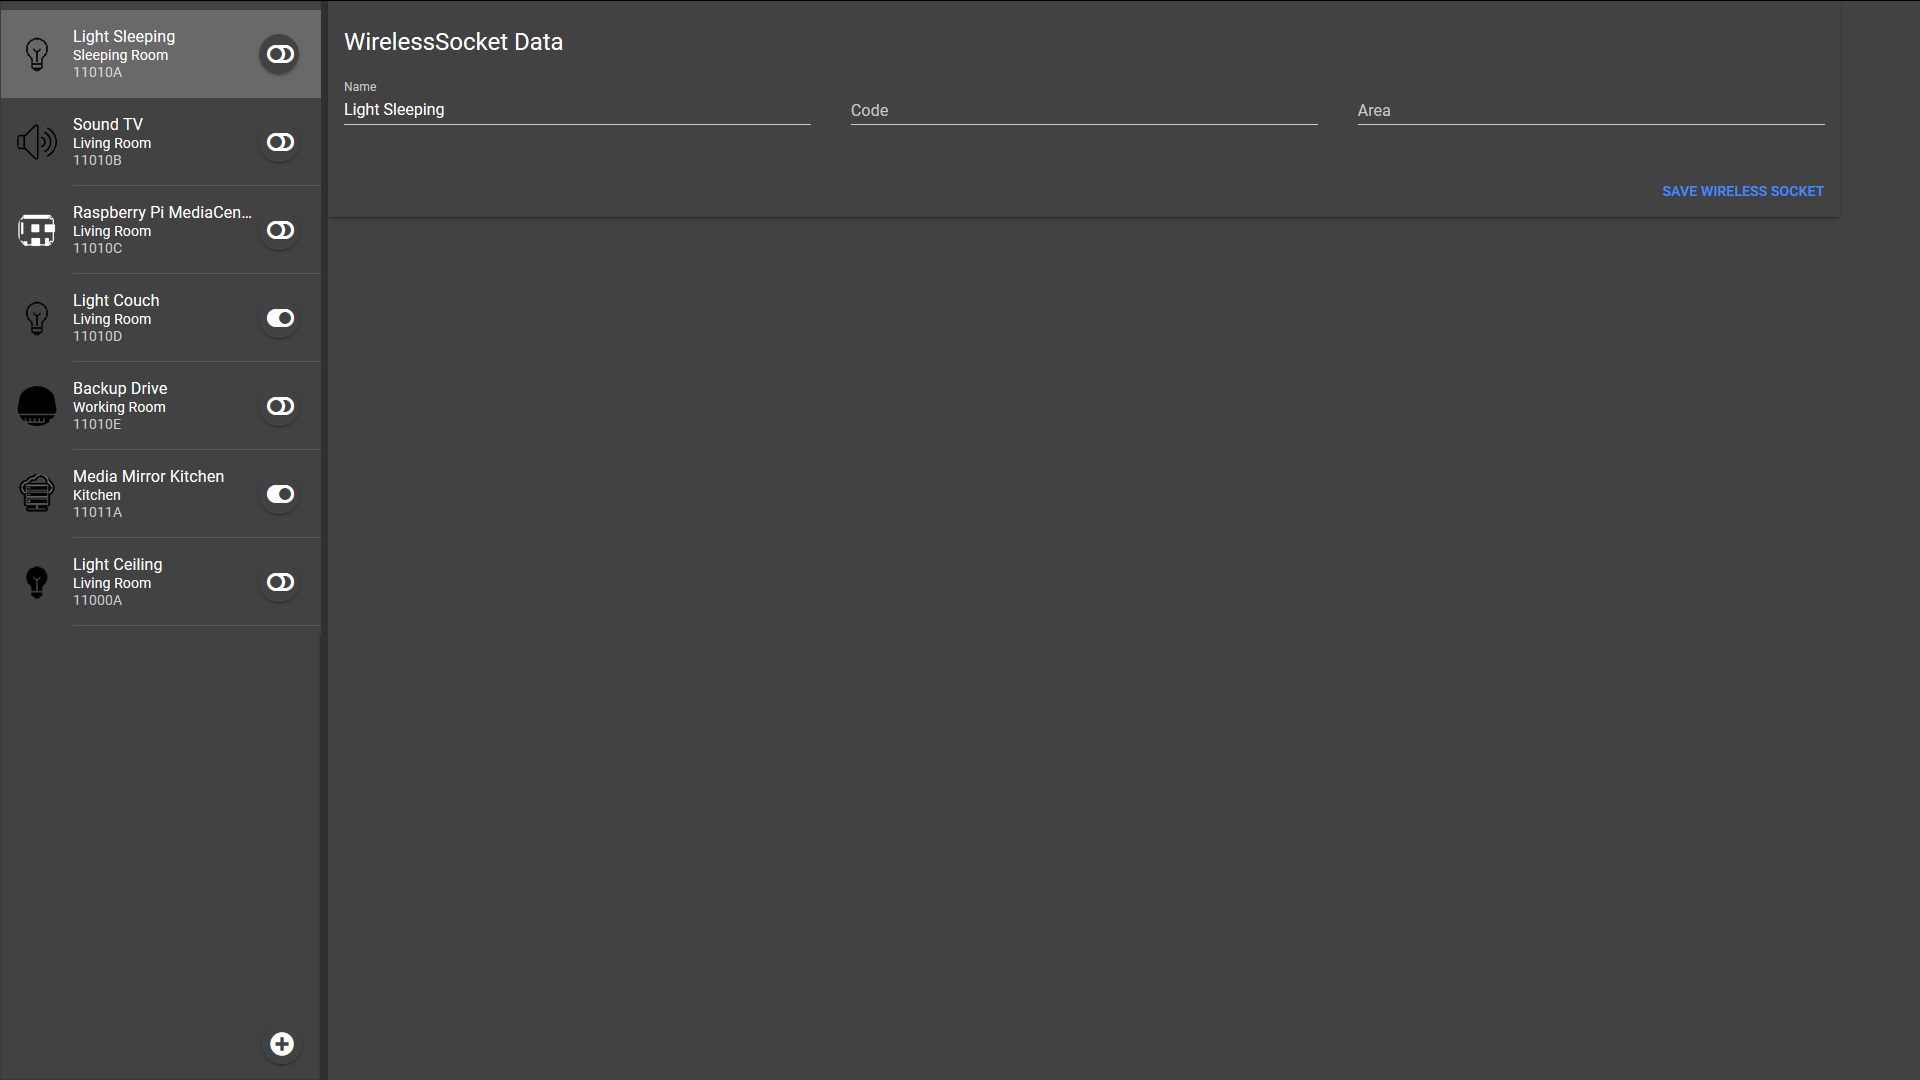 Light Sleeping
Sleeping Room
11010A
Sound TV
Living Room
11010B
Raspberry Pi MediaCen...
Living Room
11010C
Light Couch
Living Room
11010D
Backup Drive
Working Room
11010E
Media Mirror Kitchen
Kitchen
11011A
Light Ceiling
Living Room
11000A
WirelessSocket Data
Name
Light Sleeping
Code
Area
SAVE WIRELESS SOCKET